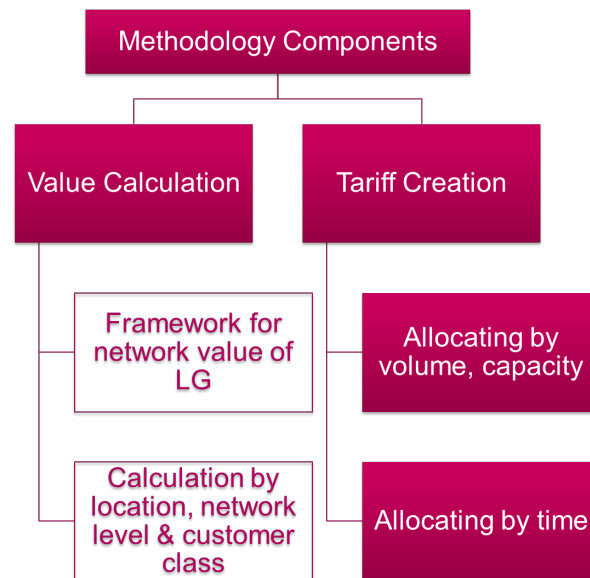 Methodology Components
Value Calculation
Tariff Creation
Framework for
network value of
LG
Allocating by
volume, capacity
Calculation by
location, network
level & customer
class
Allocating by time